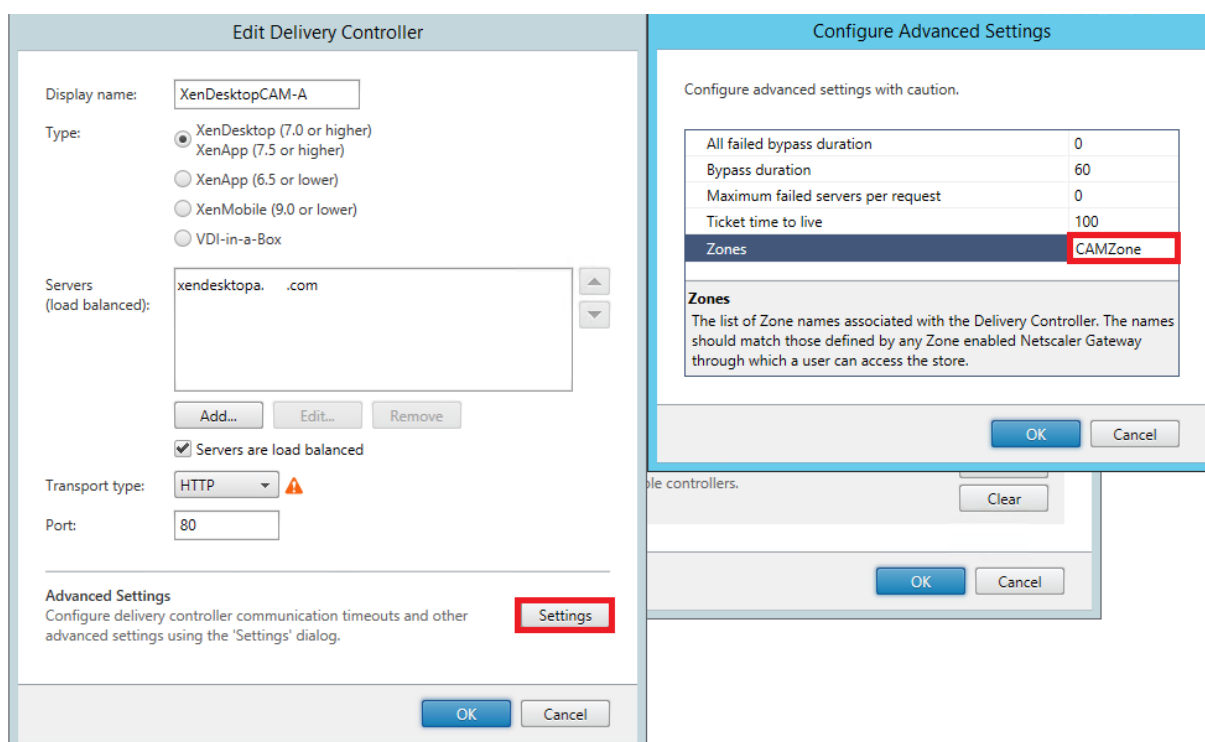 Edit Delivery Controller
Display name:
XenDesktopCAM-A
Type:
XenDesktop (7.0 or higher)
XenApp (7.5 or higher)
XenApp (6.5 or lower)
XenMobile (9.0 or lower)
VDI-in-a-Box
Servers
(load balanced):
xendesktopa. .com
Add... Edit... Remove
Servers are load balanced
Transport type: HTTP
Port: 80
Advanced Settings
Configure delivery controller communication timeouts and other
advanced settings using the 'Settings' dialog.
Settings
OK Cancel
Configure Advanced Settings
Configure advanced settings with caution.
All failed bypass duration 0
Bypass duration 60
Maximum failed servers per request 0
Ticket time to live 100
Zones CAMZone
Zones
The list of Zone names associated with the Delivery Controller. The names
should match those defined by any Zone enabled Netscaler Gateway
through which a user can access the store.
OK Cancel
controllers.
Clear
OK Cancel